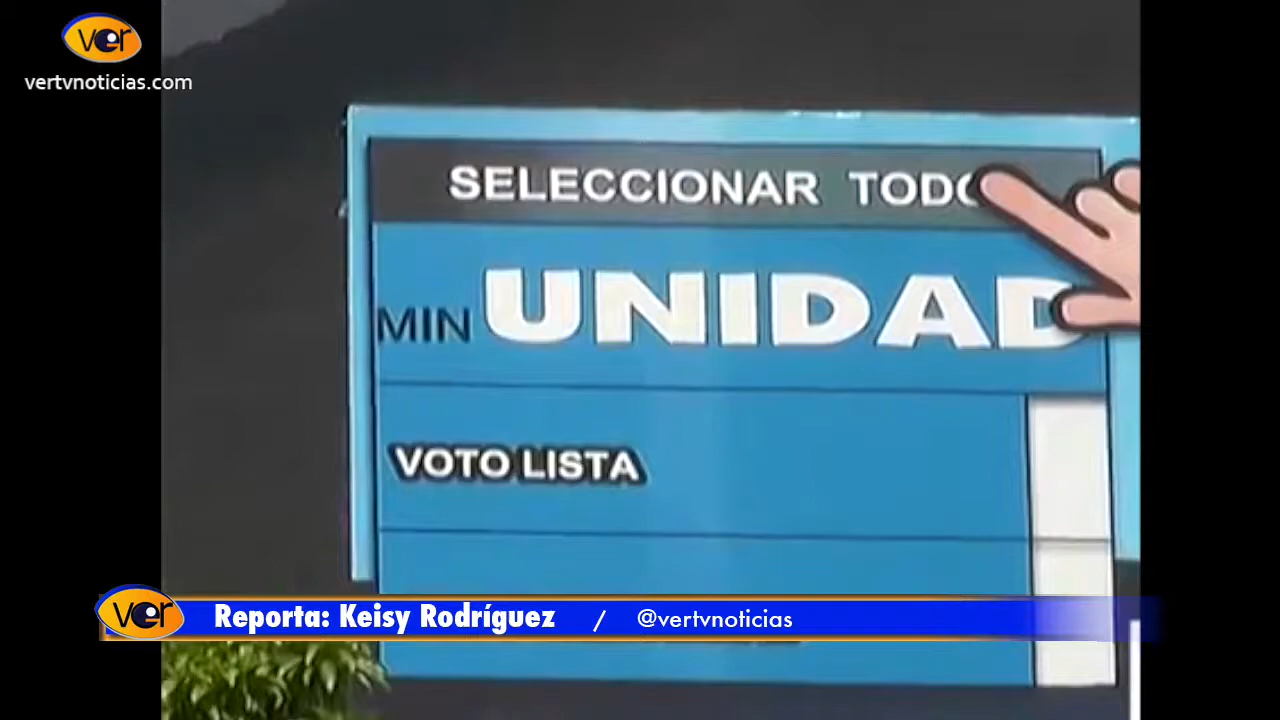 ver
vertvnoticias.com
SELECCIONAR TODO
MIN UNIDAD
VOTO LISTA
ver Reporta: Keisy Rodríguez / @vertvnoticias